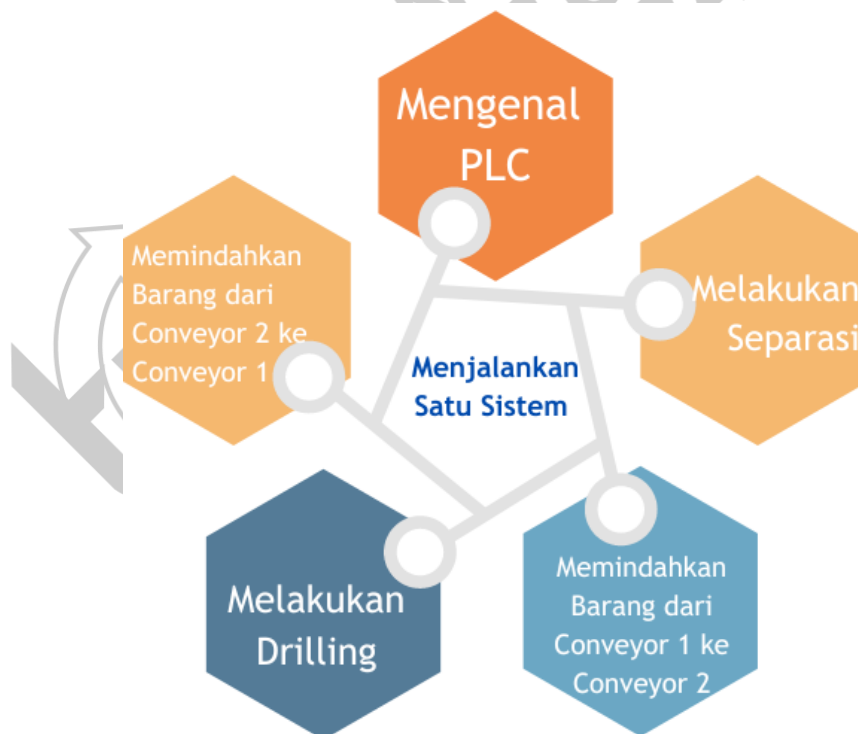 Mengenal
PLC
Melakukan
Separasi
Memindahkan
Barang dari
Conveyor 1 ke
Conveyor 2
Melakukan
Drilling
Memindahkan
Barang dari
Conveyor 2 ke
Conveyor 1
Menjalankan
Satu Sistem